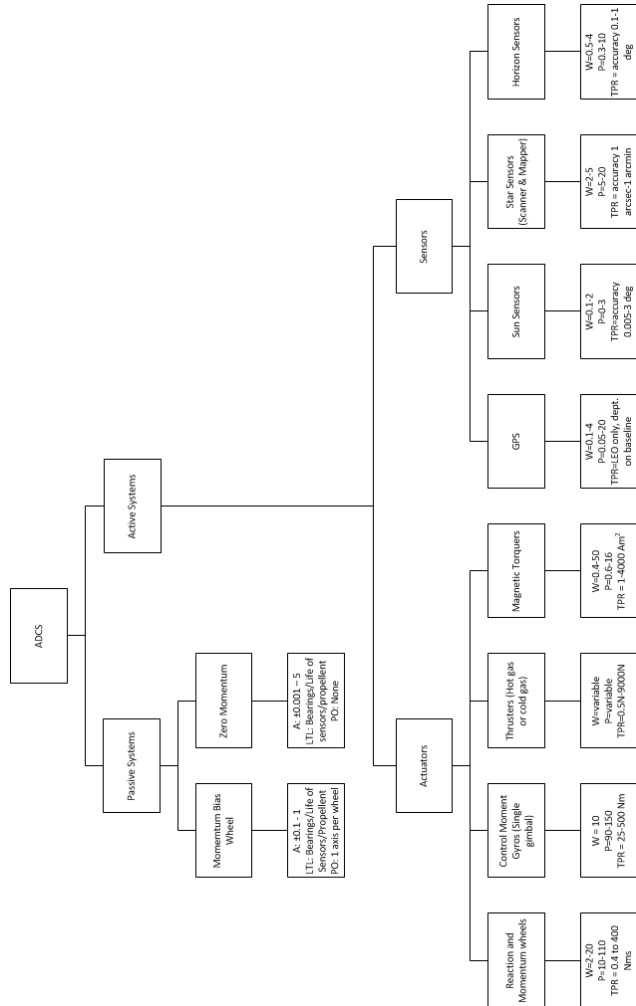 ADCS
Passive Systems
Active Systems
Momemtum Bias
Wheel
Zero Momentum
A: ±0.1 - 1
LTL: Bearings/Life of
Sensors/Propellent
PO: 1 axis per wheel
A: ±0.001 – 5
LTL: Bearings/Life of
sensors/propellent
PO: None
Actuators
Sensors
Reaction and
Momentum wheels
Control Moment
Gyros (Single
gimbal)
Thrusters (Hot gas
or cold gas)
Magnetic Torquers
GPS
Sun Sensors
Star Sensors
(Scanner & Mapper)
Horizon Sensors
W=2-20
P=10-110
TPR = 0.4 to 400
Nms
W = 10
P=90-150
TPR = 25-500 Nm
W=variable
P=variable
TPR=0.5N-9000N
W=0.4-50
P=0.6-16
TPR = 1-4000 Am²
W=0.1-4
P=0.05-20
TPR=LEO only, dept.
on baseline
W=0.1-2
P=0-3
TPR=accuracy
0.005-3 deg
W=2-5
P=5-20
TPR = accuracy 1
arcsec-1 arcmin
W=0.5-4
P=0.3-10
TPR = accuracy 0.1-1
deg